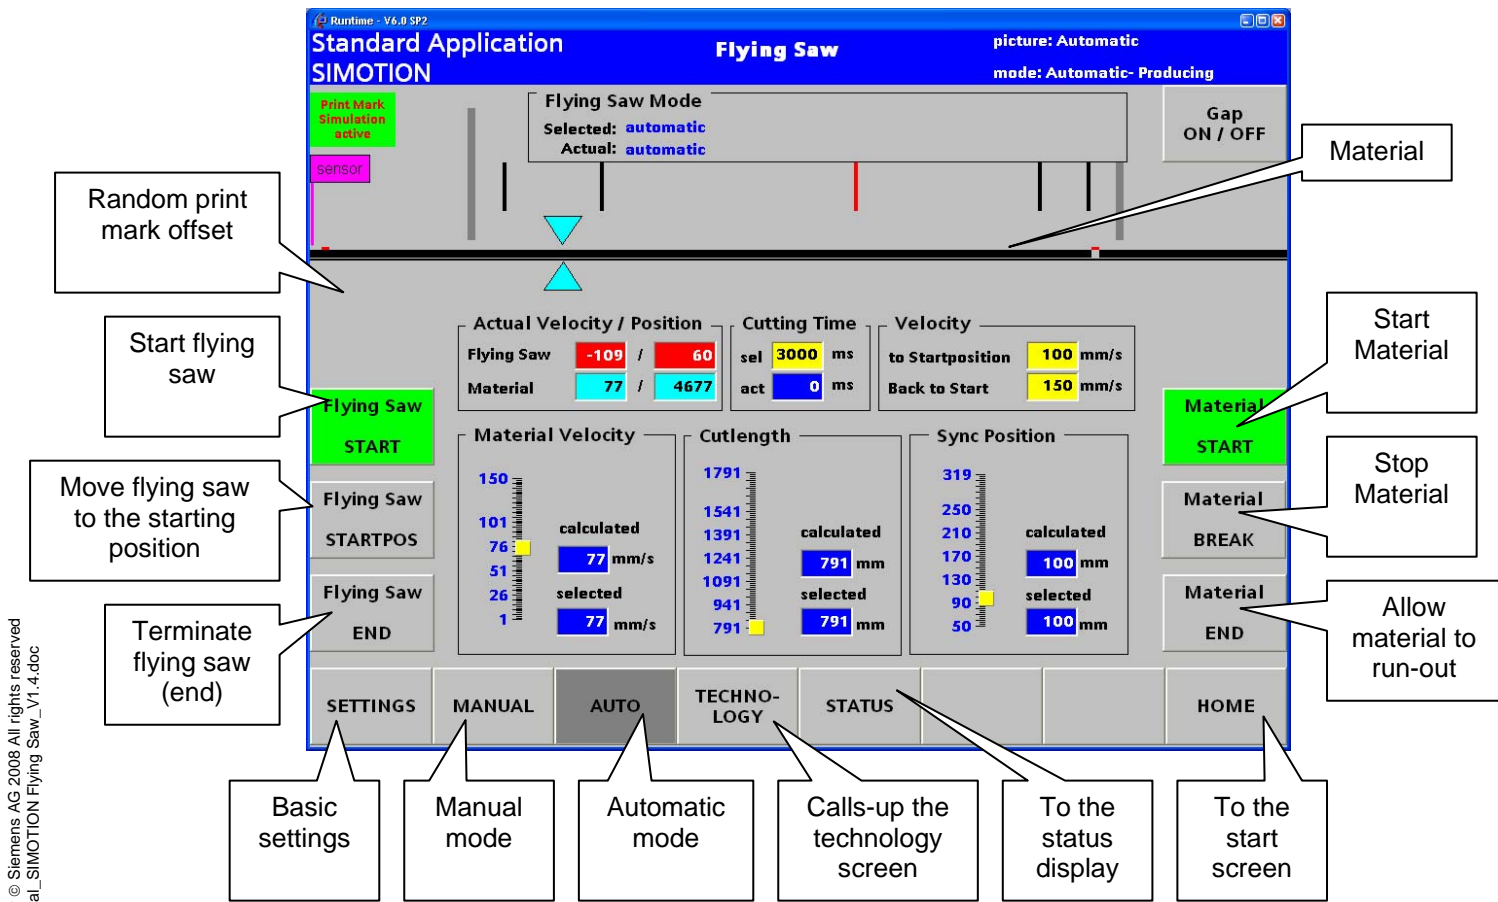 Runtime - V6.0 SP2
Standard Application
SIMOTION
Flying Saw
picture: Automatic
mode: Automatic- Producing
Print Mark
Simulation
active
Flying Saw Mode
Selected: automatic
Actual: automatic
Gap
ON / OFF
sensor
Material
Random print
mark offset
Start flying
saw
Move flying saw
to the starting
position
Terminate
flying saw
(end)
Actual Velocity / Position
Flying Saw -109 / 60
Material 77 / 4677
Cutting Time
sel 3000 ms
act 0 ms
Velocity
to Startposition 100 mm/s
Back to Start 150 mm/s
Start
Material
Stop
Material
Allow
material to
run-out
Flying Saw
START
Flying Saw
STARTPOS
Flying Saw
END
Material Velocity
150
101
76
51
26
1
calculated
77 mm/s
selected
77 mm/s
Cutlength
1791
1541
1391
1241
1091
941
791
calculated
791 mm
selected
791 mm
Sync Position
319
250
210
170
130
90
50
calculated
100 mm
selected
100 mm
Material
START
Material
BREAK
Material
END
SETTINGS
MANUAL
AUTO
TECHNO-
LOGY
STATUS
HOME
Basic
settings
Manual
mode
Automatic
mode
Calls-up the
technology
screen
To the
status
display
To the
start
screen
© Siemens AG 2008 All rights reserved
al_SIMOTION Flying Saw_V1.4.doc